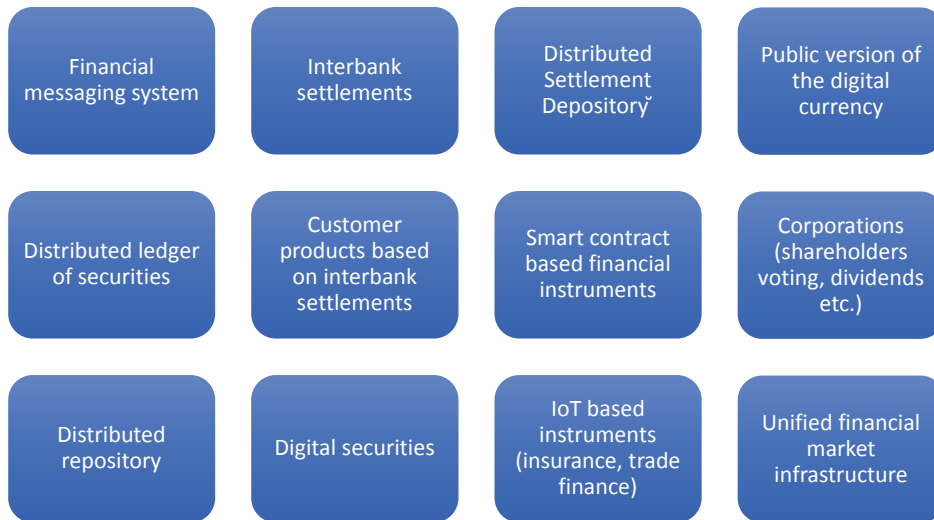 Financial
messaging system
Interbank
settlements
Distributed
Settlement
Depository̆
Public version of
the digital
currency
Distributed ledger
of securities
Customer
products based
on interbank
settlements
Smart contract
based financial
instruments
Corporations
(shareholders
voting, dividends
etc.)
Distributed
repository
Digital securities
IoT based
instruments
(insurance, trade
finance)
Unified financial
market
infrastructure